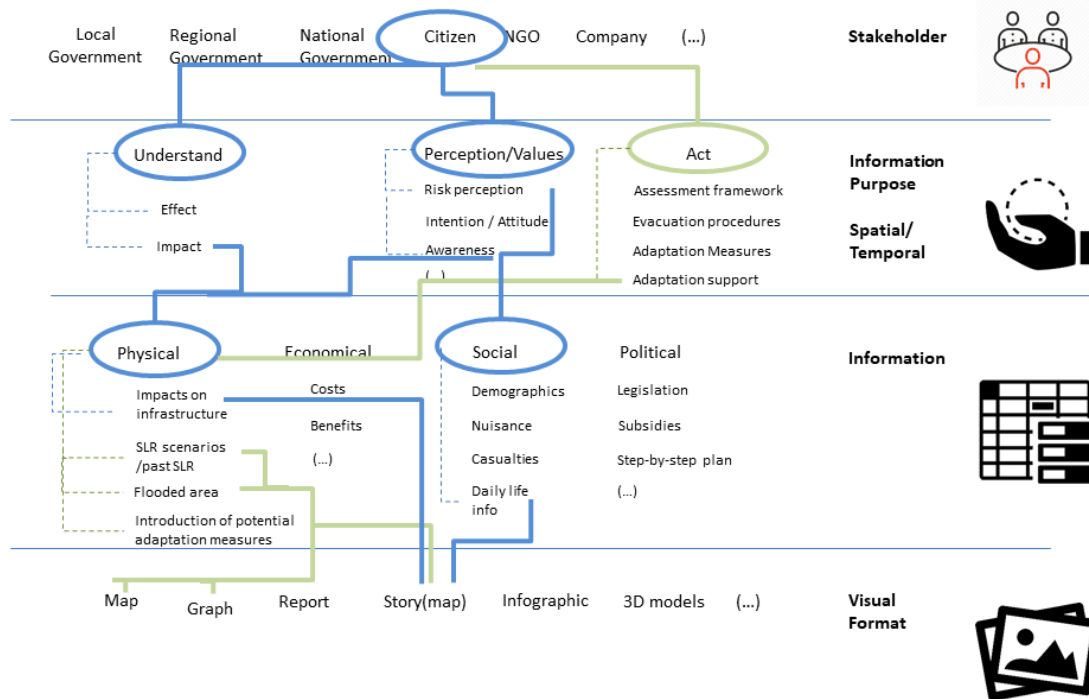 Local
Government
Regional
Government
National
Government
Citizen
NGO
Company
(...)
Stakeholder
Understand
Perception/Values
Act
Information
Purpose
Effect
Impact
Risk perception
Intention / Attitude
Awareness
(...)
Assessment framework
Evacuation procedures
Adaptation Measures
Adaptation support
Spatial/
Temporal
Physical
Economical
Social
Political
Information
Impacts on
infrastructure
SLR scenarios
/past SLR
Flooded area
Introduction of potential
adaptation measures
Costs
Benefits
(...)
Demographics
Nuisance
Casualties
Daily life
info
Legislation
Subsidies
Step-by-step plan
(...)
Map
Graph
Report
Story(map)
Infographic
3D models
(...)
Visual
Format